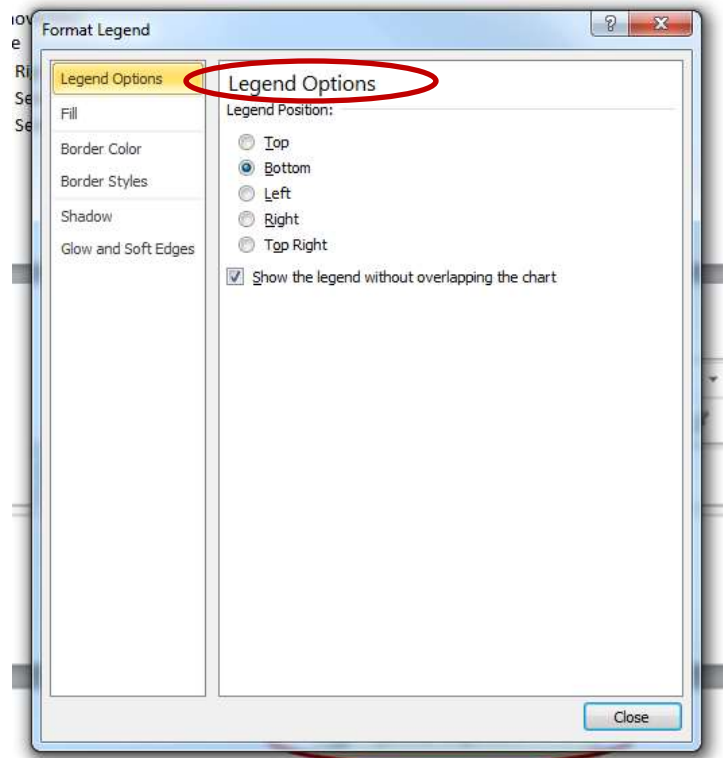 Format Legend
?
X
Legend Options
Fill
Border Color
Border Styles
Shadow
Glow and Soft Edges
Legend Options
Legend Position:
Top
Bottom
Left
Right
Top Right
Show the legend without overlapping the chart
Close